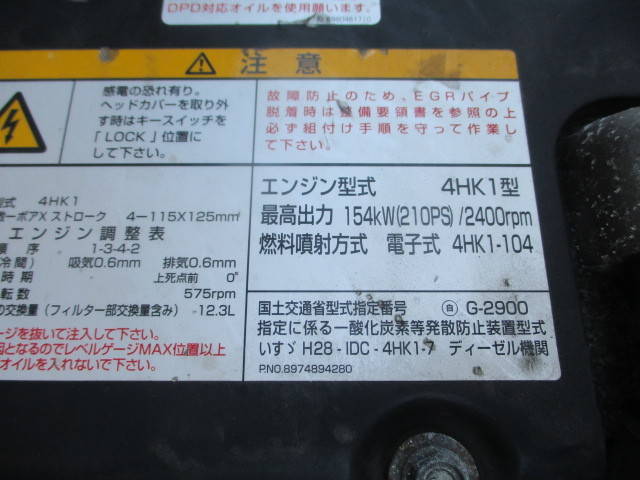 DPD対応オイルを使用願います。
注意
感電の恐れ有り。
ヘッドカバーを取り外
す時はキースイッチを
「LOCK」位置に
して下さい。
故障防止のため、EGRパイプ
脱着時は整備要領書を参照の上
必ず組付け手順を守って作業し
て下さい。
型式 4HK1
ーボアXストローク 4ー115X125mm
エンジン調整表
順序 1-3-4-2
(冷間) 吸気0.6mm 排気0.6mm
時期 上死点前 0°
転数 575rpm
の交換量(フィルター部交換量含み) 12.3L
ージを抜いて注入して下さい。
因となるのでレベルゲージMAX位置以上
オイルを入れないで下さい。
エンジン型式 4HK1型
最高出力 154kW(210PS)/2400rpm
燃料噴射方式 電子式 4HK1-104
国土交通省型式指定番号 G-2900
指定に係る一酸化炭素等発散防止装置型式
いすゞ H28-IDC-4HK1-7 ディーゼル機関
P.NO.8974894280